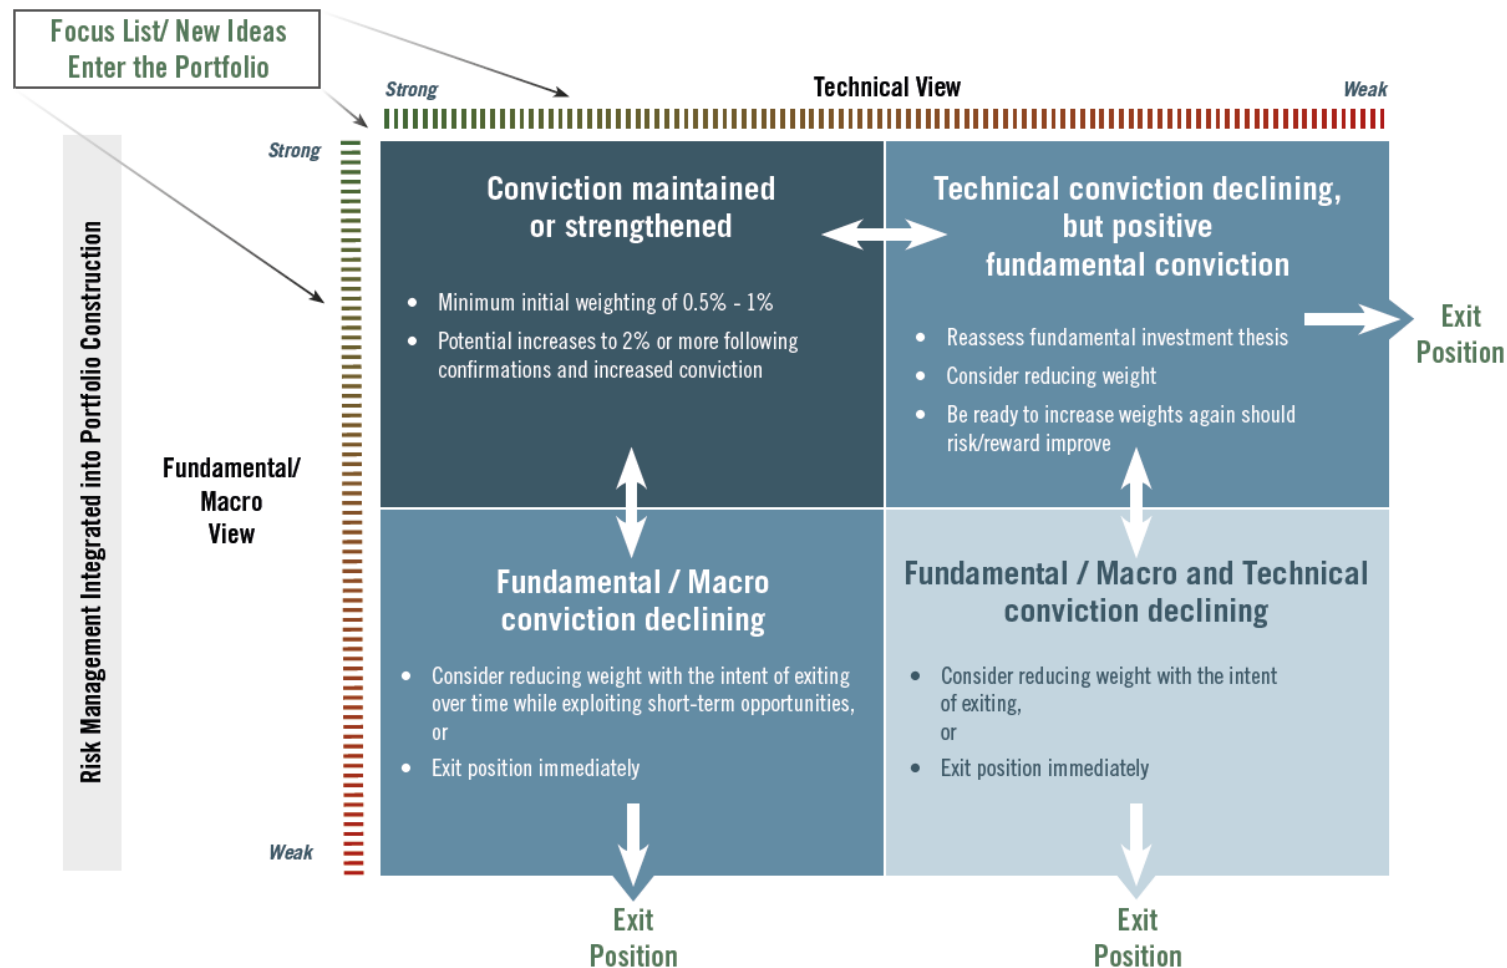 Focus List/ New Ideas
Enter the Portfolio
Strong
Technical View
Weak
Risk Management Integrated into Portfolio Construction
Strong
Fundamental/
Macro
View
Weak
Conviction maintained
or strengthened
• Minimum initial weighting of 0.5% - 1%
• Potential increases to 2% or more following
confirmations and increased conviction
Technical conviction declining,
but positive
fundamental conviction
• Reassess fundamental investment thesis
• Consider reducing weight
• Be ready to increase weights again should
risk/reward improve
Exit
Position
Fundamental / Macro
conviction declining
• Consider reducing weight with the intent of exiting
over time while exploiting short-term opportunities,
or
• Exit position immediately
Exit
Position
Fundamental / Macro and Technical
conviction declining
• Consider reducing weight with the intent
of exiting,
or
• Exit position immediately
Exit
Position